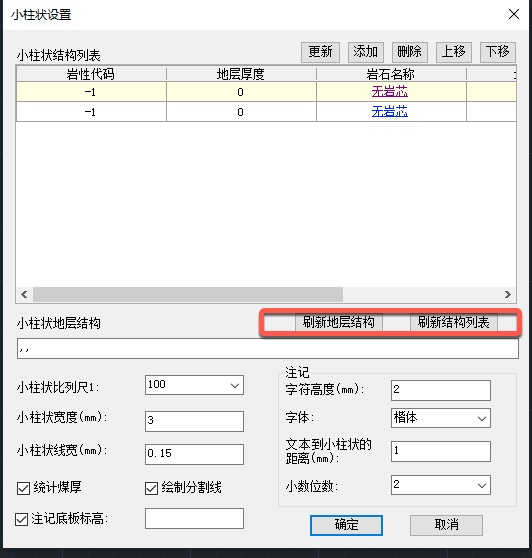 小柱状设置
小柱状结构列表 更新 添加 删除 上移 下移
岩性代码 地层厚度 岩石名称
-1 0 无岩芯
-1 0 无岩芯
小柱状地层结构 刷新地层结构 刷新结构列表
,,
小柱状比列尺1: 100
小柱状宽度(mm): 3
小柱状线宽(mm): 0.15
统计煤厚 绘制分割线
注记底板标高:
注记
字符高度(mm): 2
字体: 楷体
文本到小柱状的
距离(mm): 1
小数位数: 2
确定 取消